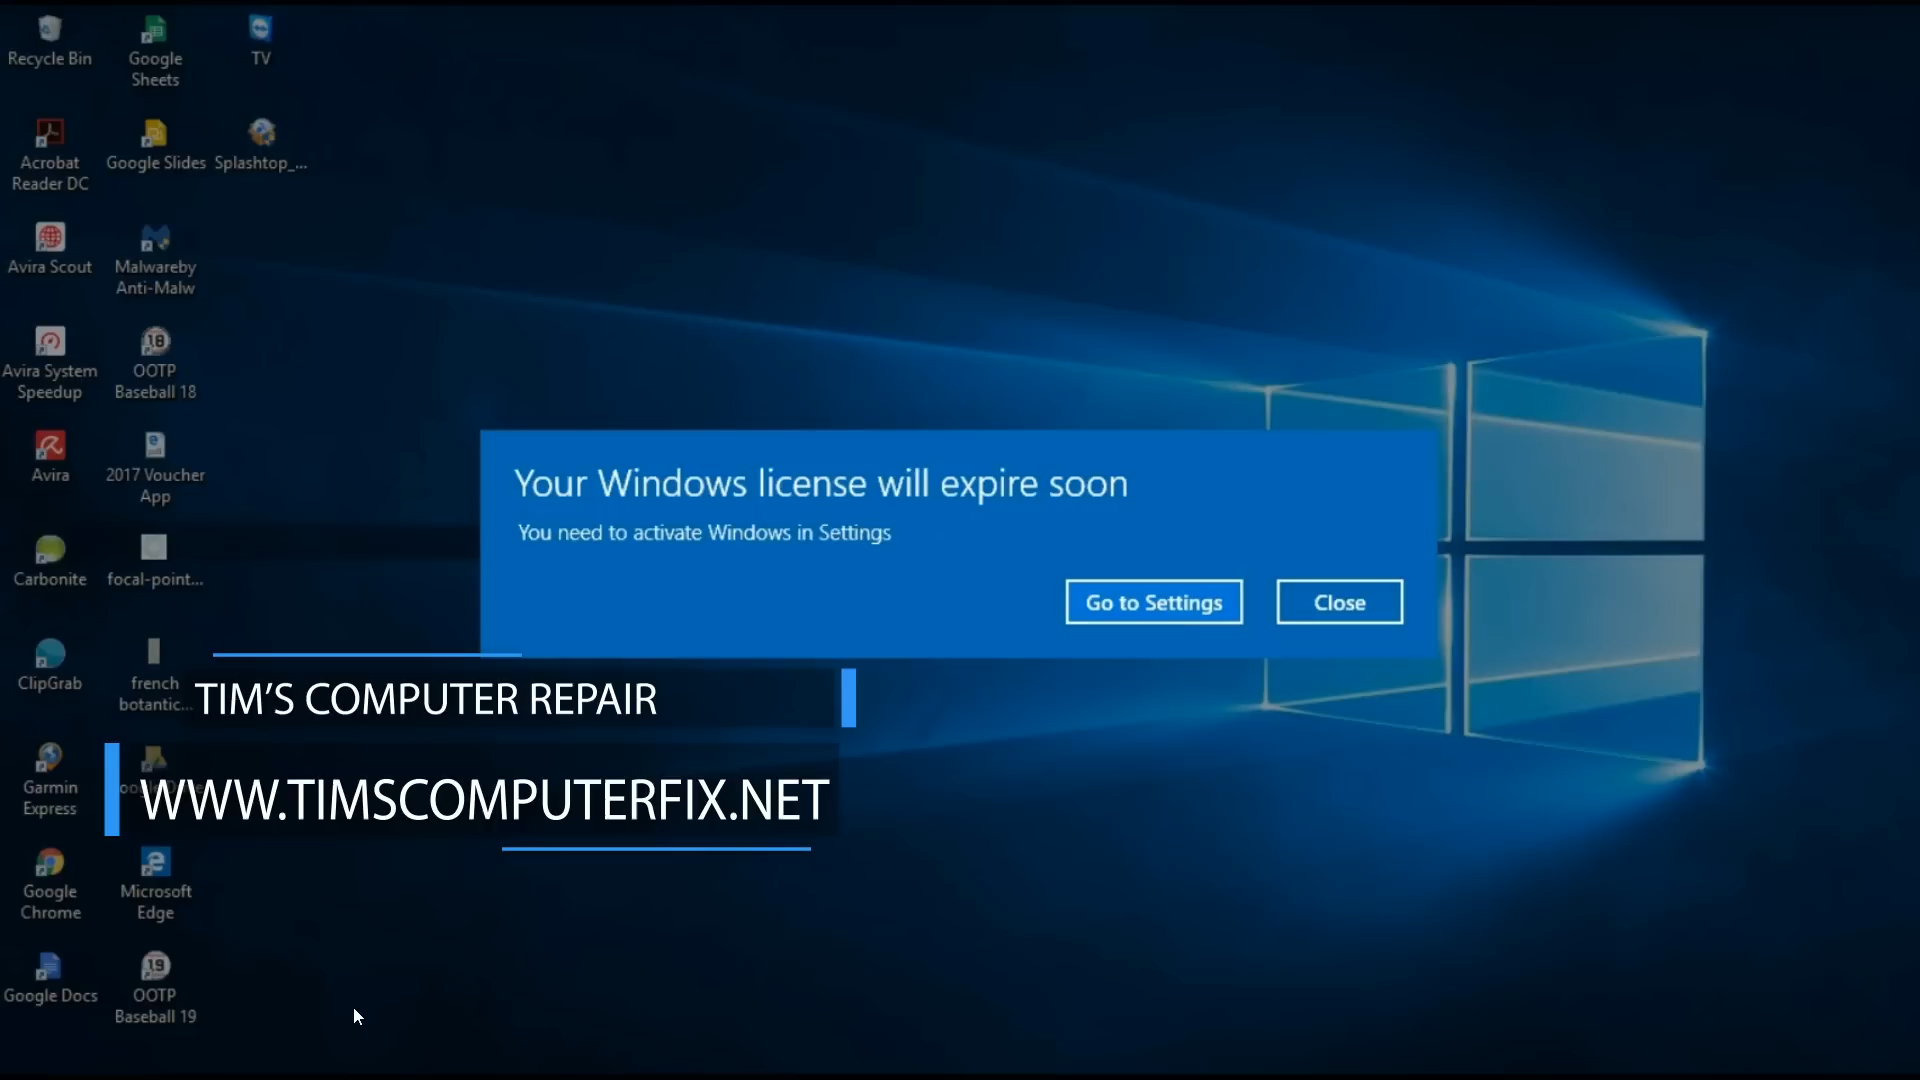 Recycle Bin
Google
Sheets
TV
Acrobat
Reader DC
Google Slides
Splashtop_...
Avira Scout
Malwareby
Anti-Malw
Avira System
Speedup
OOTP
Baseball 18
Avira
2017 Voucher
App
Carbonite
focal-point...
Your Windows license will expire soon
You need to activate Windows in Settings
Go to Settings
Close
ClipGrab
french
botantic...
TIM'S COMPUTER REPAIR
Garmin
Express
WWW.TIMSCOMPUTERFIX.NET
Google
Chrome
Microsoft
Edge
Google Docs
OOTP
Baseball 19